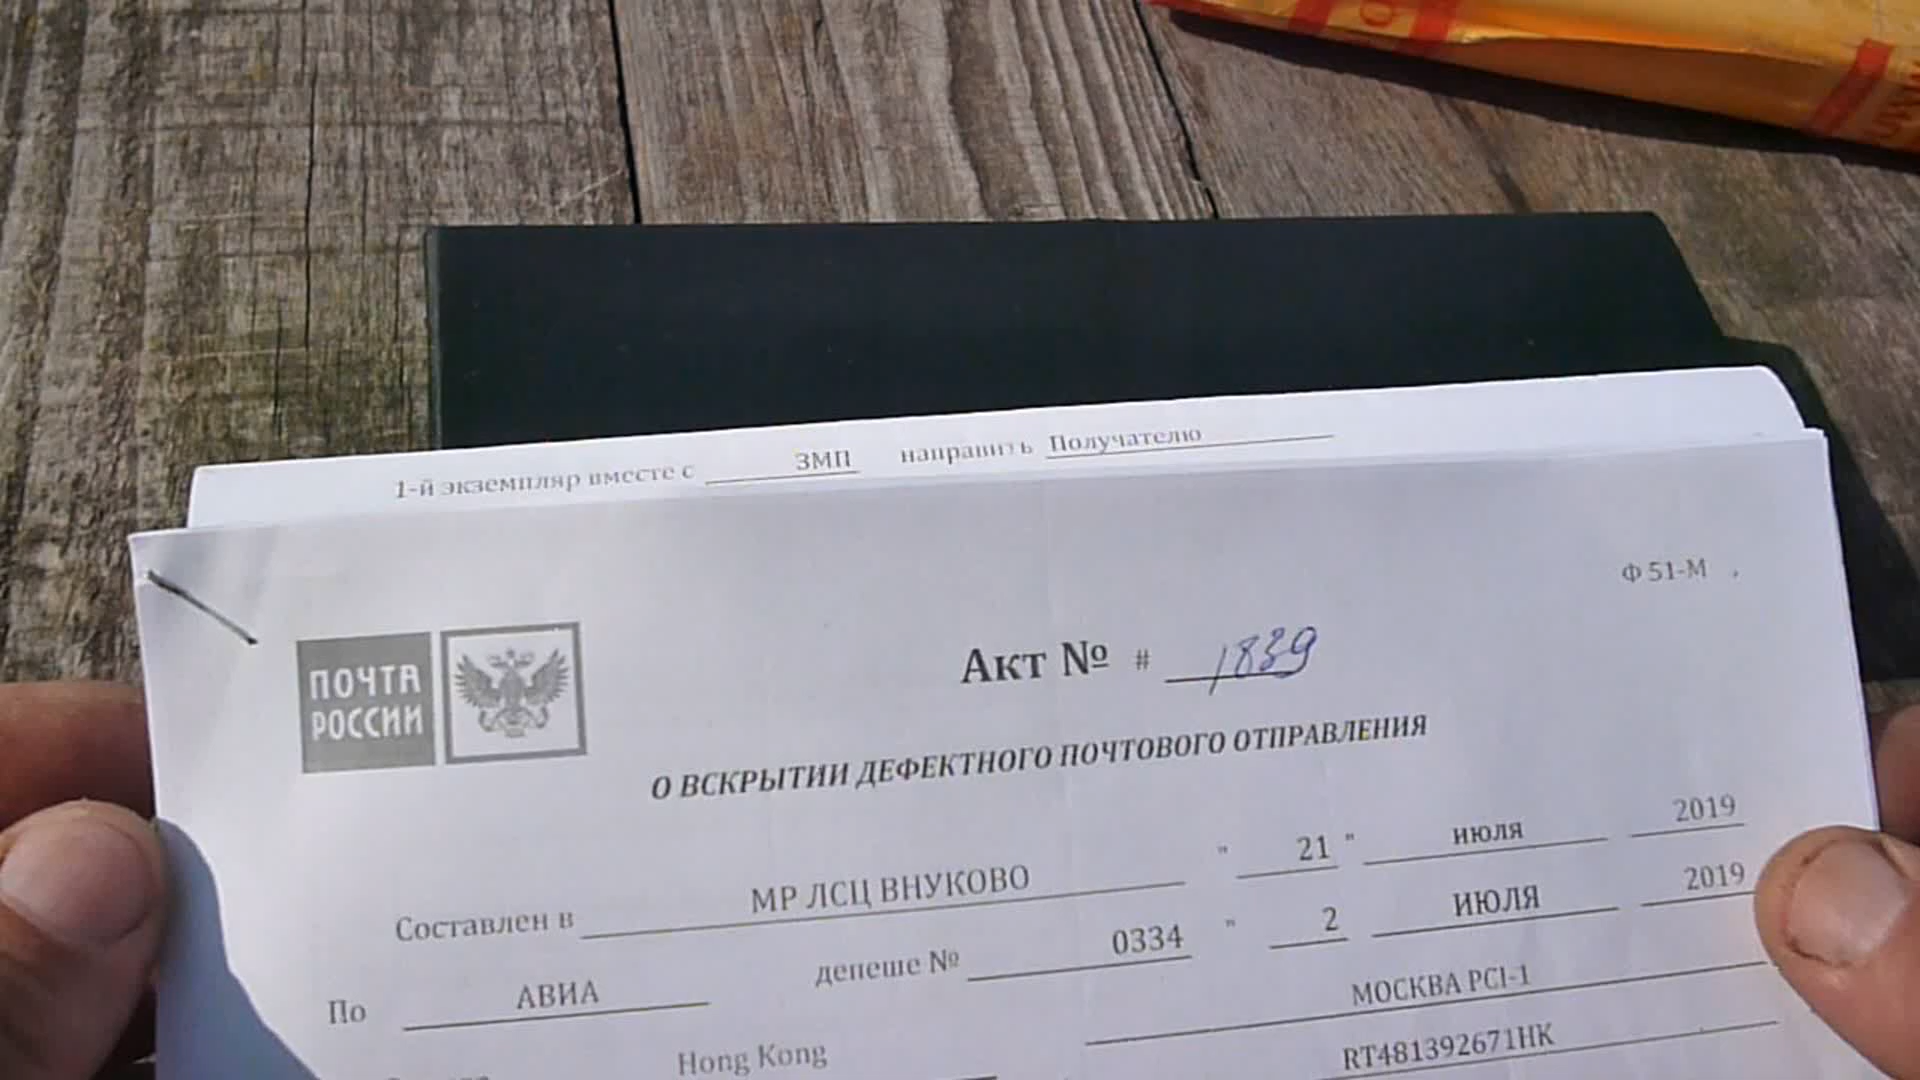 1-й экземпляр вместе с ЗМП направить Получателю
Ф 51-М
ПОЧТА
РОССИИ
Акт № # 1839
О ВСКРЫТИИ ДЕФЕКТНОГО ПОЧТОВОГО ОТПРАВЛЕНИЯ
Составлен в МР ЛСЦ ВНУКОВО " 21 " июля 2019
По АВИА депеше № 0334 " 2 ИЮЛЯ 2019
МОСКВА PCI-1
Hong Kong RT481392671HK